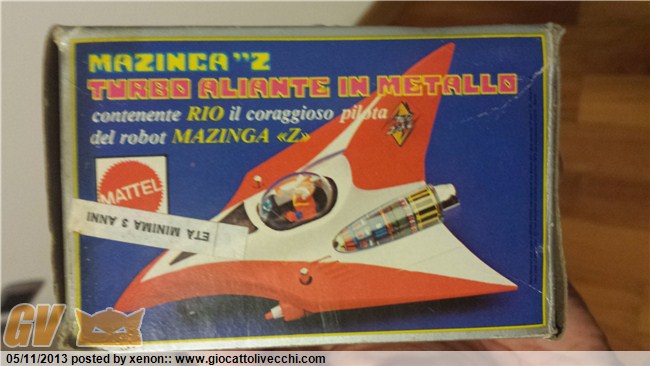 MAZINGA "Z
TURBO ALIANTE IN METALLO
contenente RIO il coraggioso pilota
del robot MAZINGA «Z»
MATTEL
ETA MINIMA 3 ANNI
GV
05/11/2013 posted by xenon:: www.giocattolivecchi.com